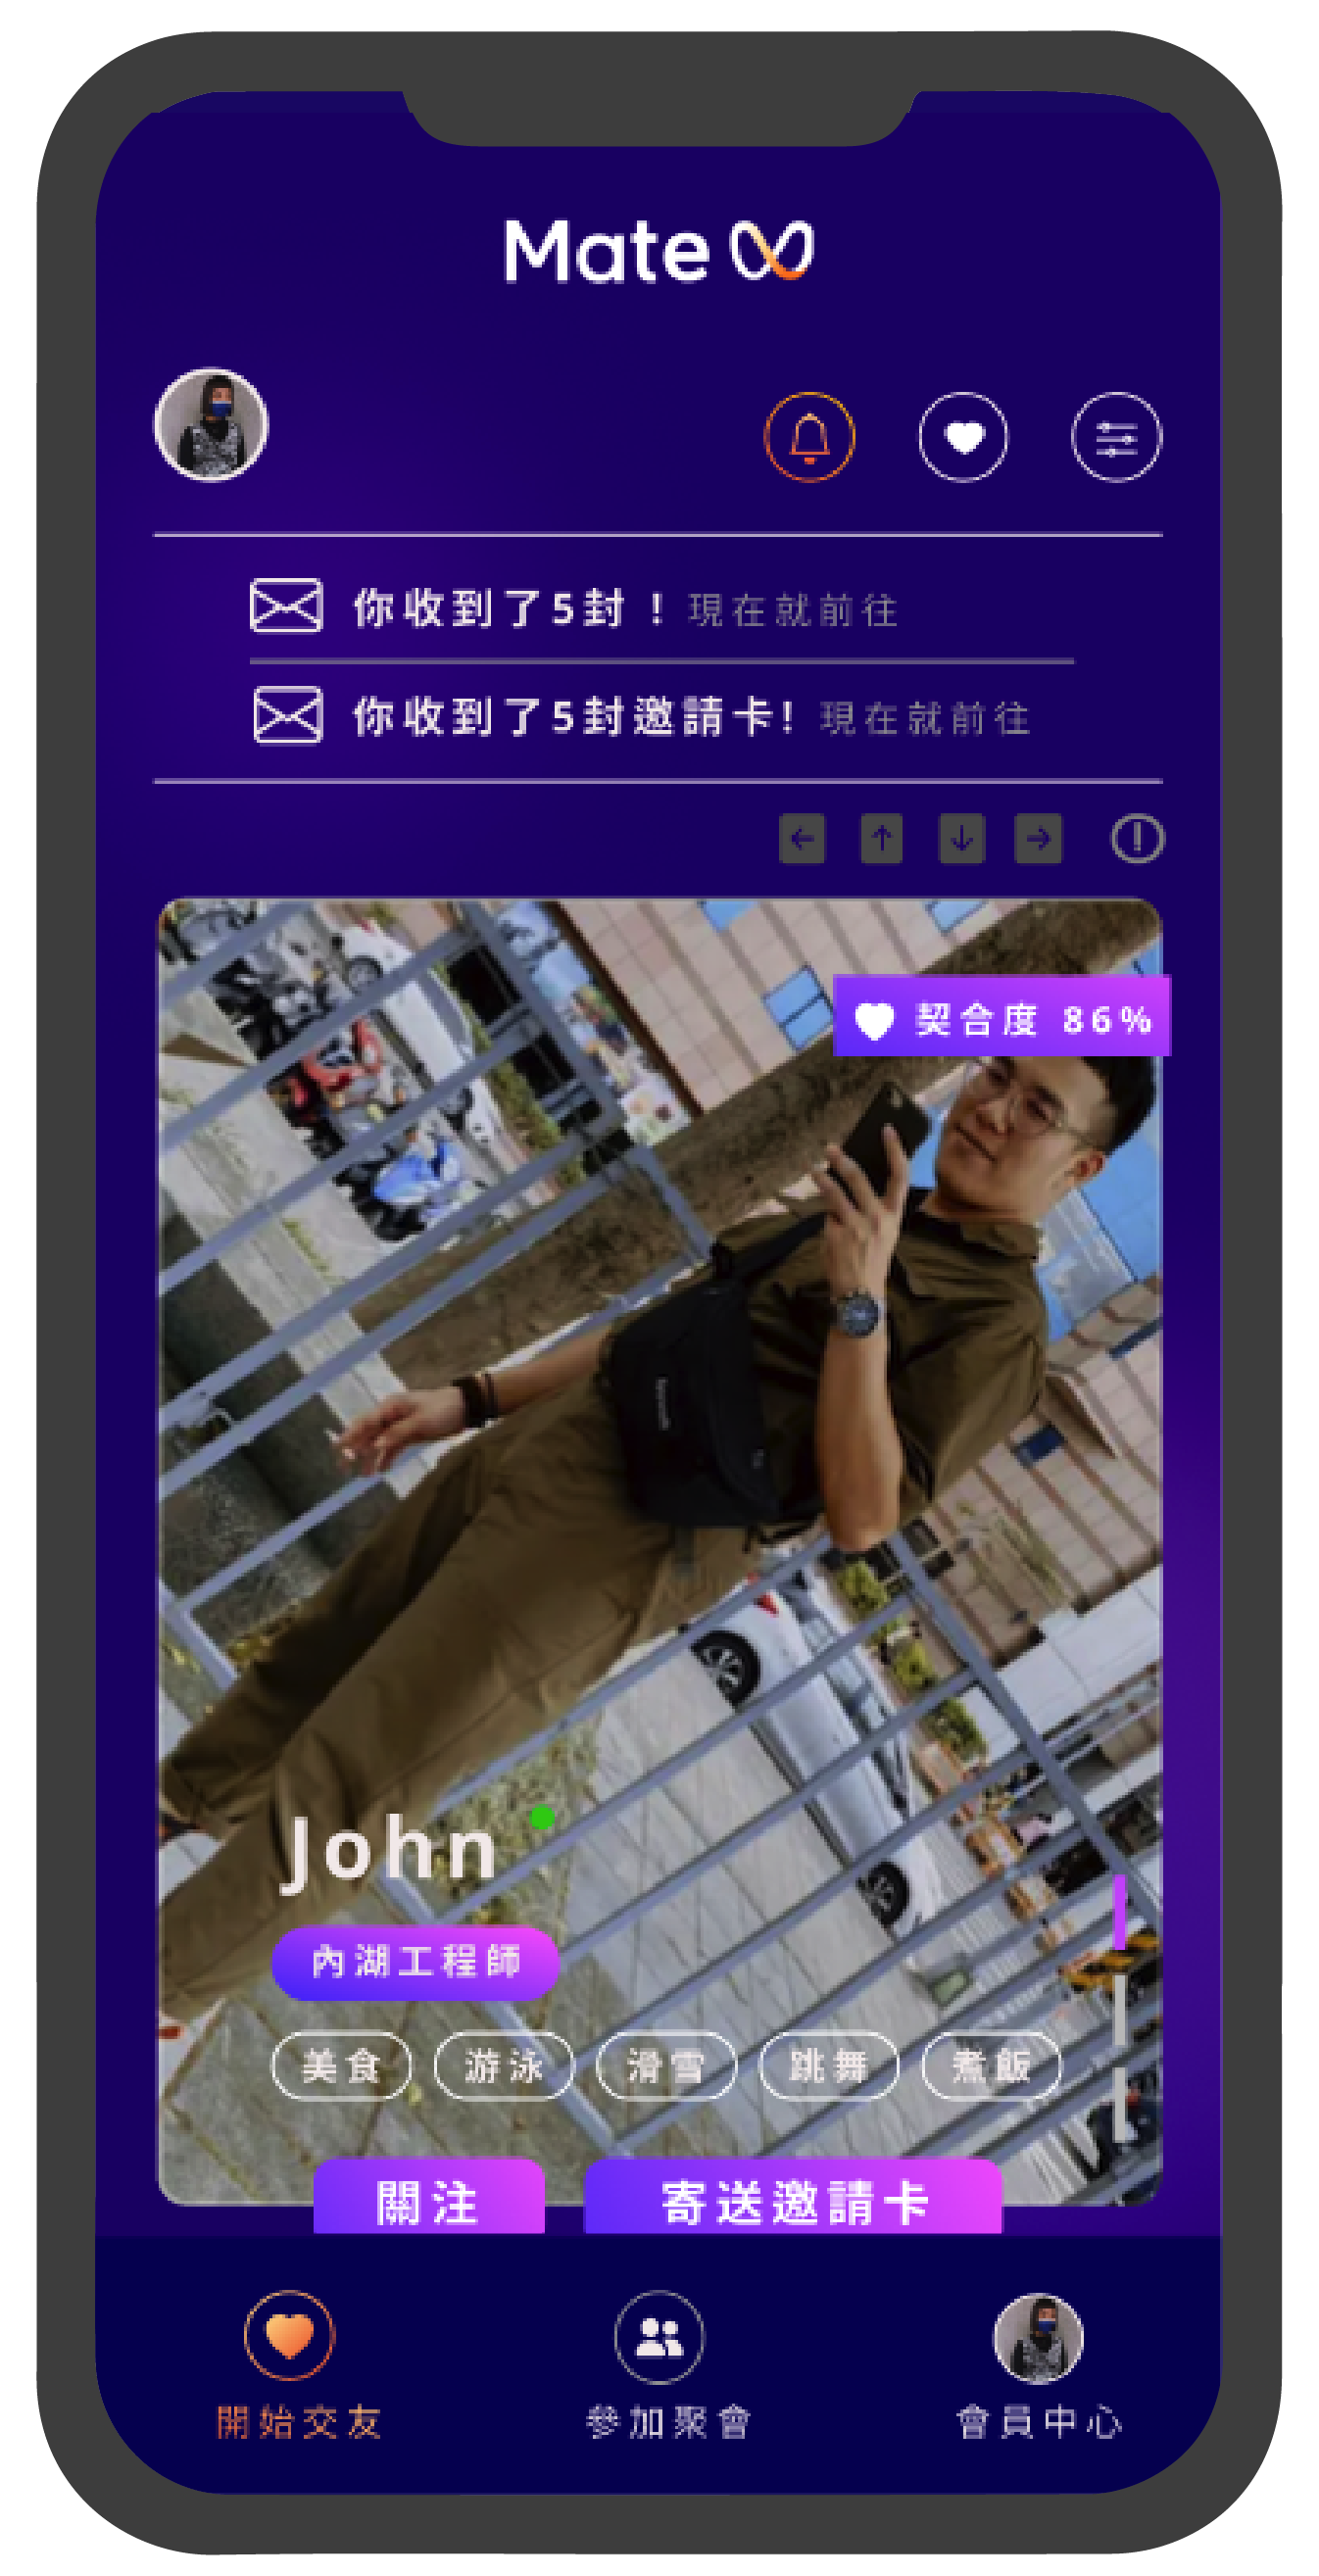 Mate
你收到了5封！ 現在就前往
你收到了5封邀請卡! 現在就前往
契合度 86%
John
內湖工程師
美食 游泳 滑雪 跳舞 煮飯
關注 寄送邀請卡
開始交友 參加聚會 會員中心